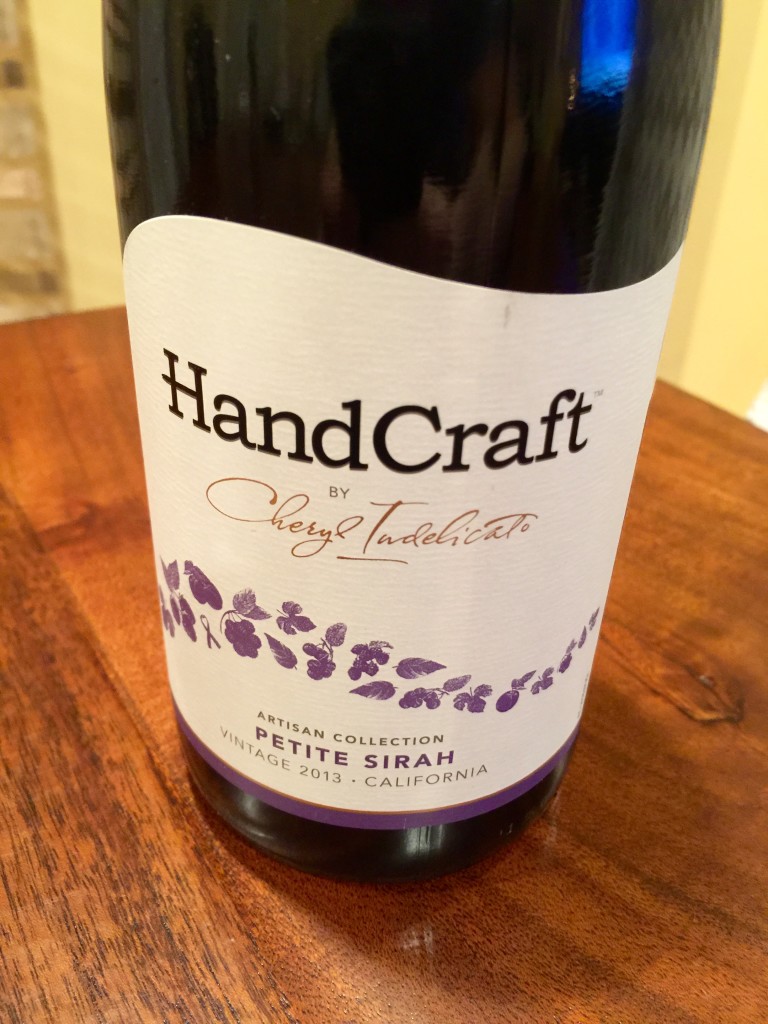 HandCraft™
BY
Cheryl Indelicato
ARTISAN COLLECTION
PETITE SIRAH
VINTAGE 2013 · CALIFORNIA